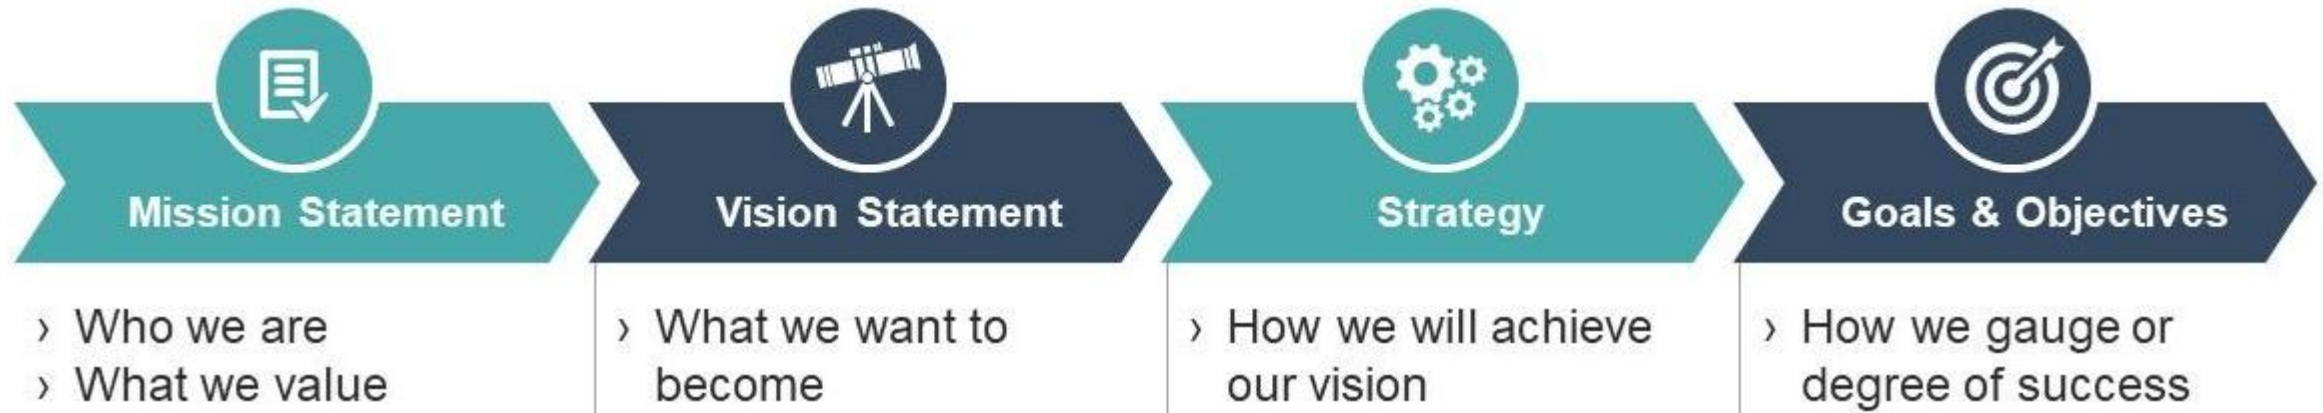 Mission Statement
› Who we are
› What we value
Vision Statement
› What we want to
become
Strategy
› How we will achieve
our vision
Goals & Objectives
› How we gauge or
degree of success